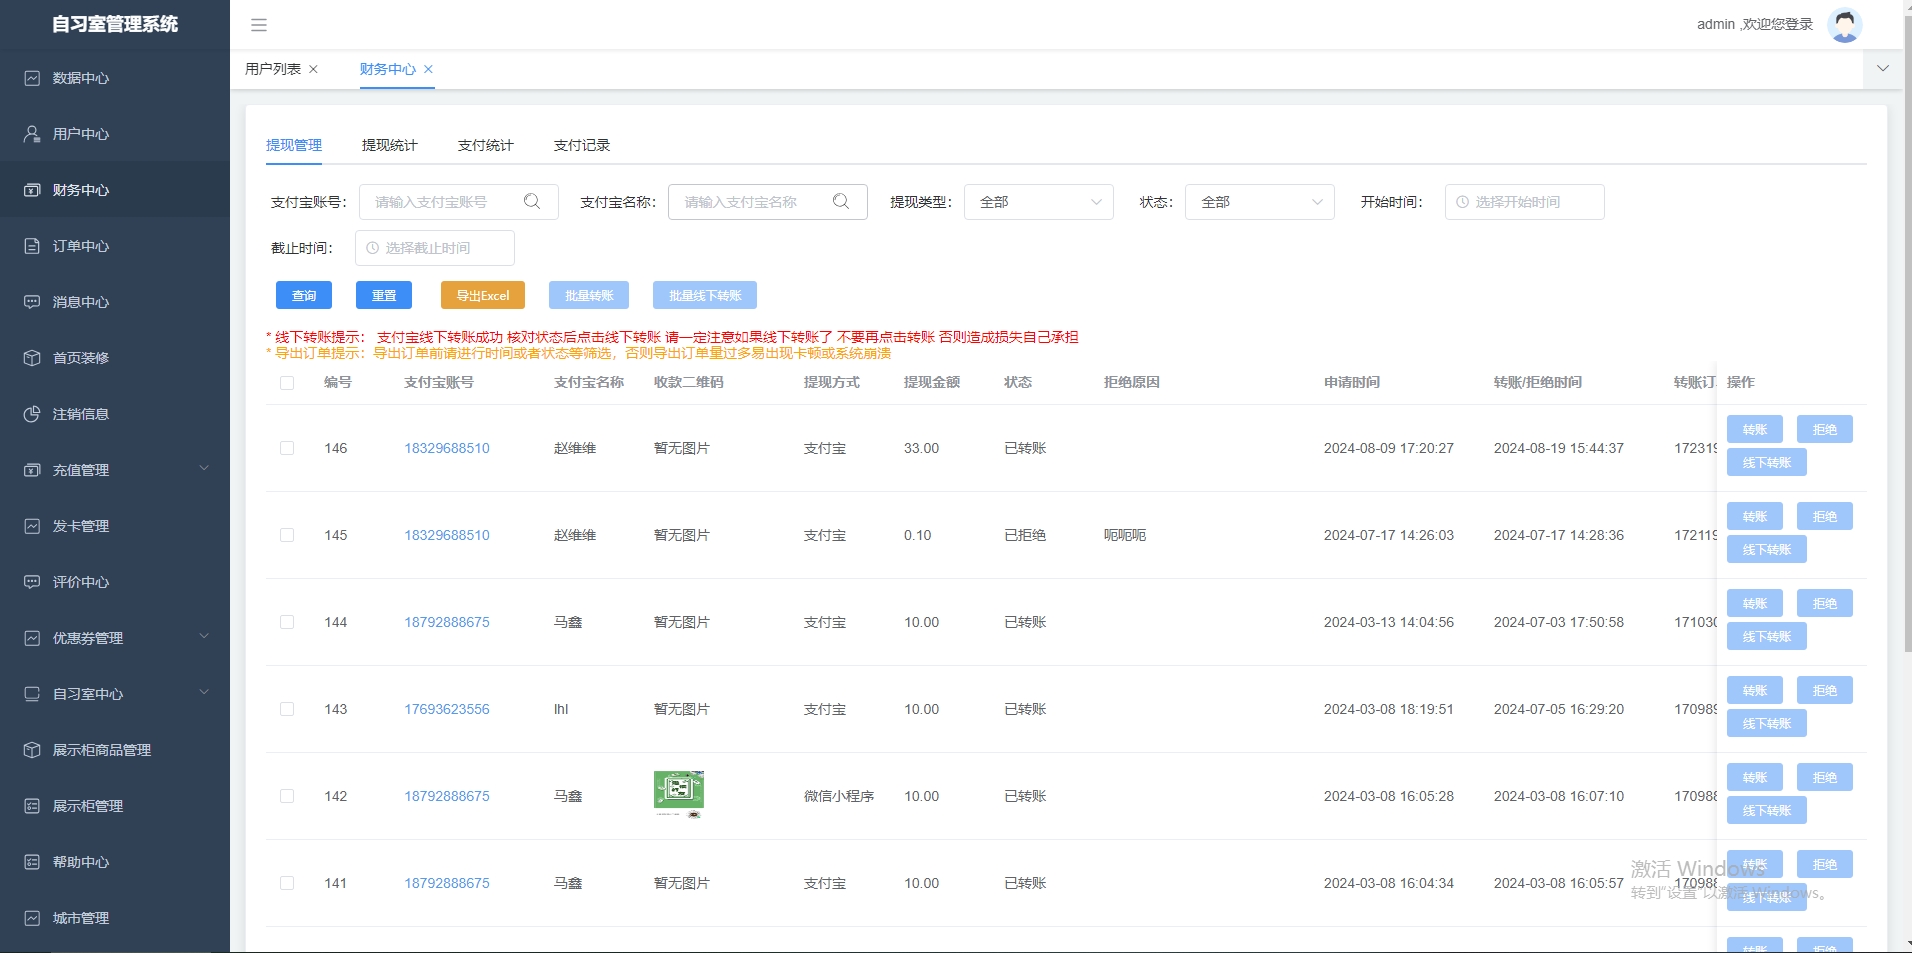 自习室管理系统
admin ,欢迎您登录
数据中心
用户中心
财务中心
订单中心
消息中心
首页装修
注销信息
充值管理
发卡管理
评价中心
优惠券管理
自习室中心
展示柜商品管理
展示柜管理
帮助中心
城市管理
用户列表 财务中心
提现管理 提现统计 支付统计 支付记录
支付宝账号： 请输入支付宝账号 支付宝名称： 请输入支付宝名称 提现类型： 全部 状态： 全部 开始时间： 选择开始时间
截止时间： 选择截止时间
查询 重置 导出Excel 批量转账 批量线下转账
* 线下转账提示： 支付宝线下转账成功 核对状态后点击线下转账 请一定注意如果线下转账了 不要再点击转账 否则造成损失自己承担
* 导出订单提示：导出订单前请进行时间或者状态等筛选，否则导出订单量过多易出现卡顿或系统崩溃
编号 支付宝账号 支付宝名称 收款二维码 提现方式 提现金额 状态 拒绝原因 申请时间 转账/拒绝时间 转账订 操作
146 18329688510 赵维维 暂无图片 支付宝 33.00 已转账 2024-08-09 17:20:27 2024-08-19 15:44:37 172319 转账 拒绝
线下转账
145 18329688510 赵维维 暂无图片 支付宝 0.10 已拒绝 呃呃呃 2024-07-17 14:26:03 2024-07-17 14:28:36 172119 转账 拒绝
线下转账
144 18792888675 马鑫 暂无图片 支付宝 10.00 已转账 2024-03-13 14:04:56 2024-07-03 17:50:58 171030 转账 拒绝
线下转账
143 17693623556 lhl 暂无图片 支付宝 10.00 已转账 2024-03-08 18:19:51 2024-07-05 16:29:20 170989 转账 拒绝
线下转账
142 18792888675 马鑫 微信小程序 10.00 已转账 2024-03-08 16:05:28 2024-03-08 16:07:10 170988 转账 拒绝
线下转账
141 18792888675 马鑫 暂无图片 支付宝 10.00 已转账 2024-03-08 16:04:34 2024-03-08 16:05:57 170988 转账 拒绝
线下转账
激活 Windows
转到"设置"以激活 Windows。
转账 拒绝